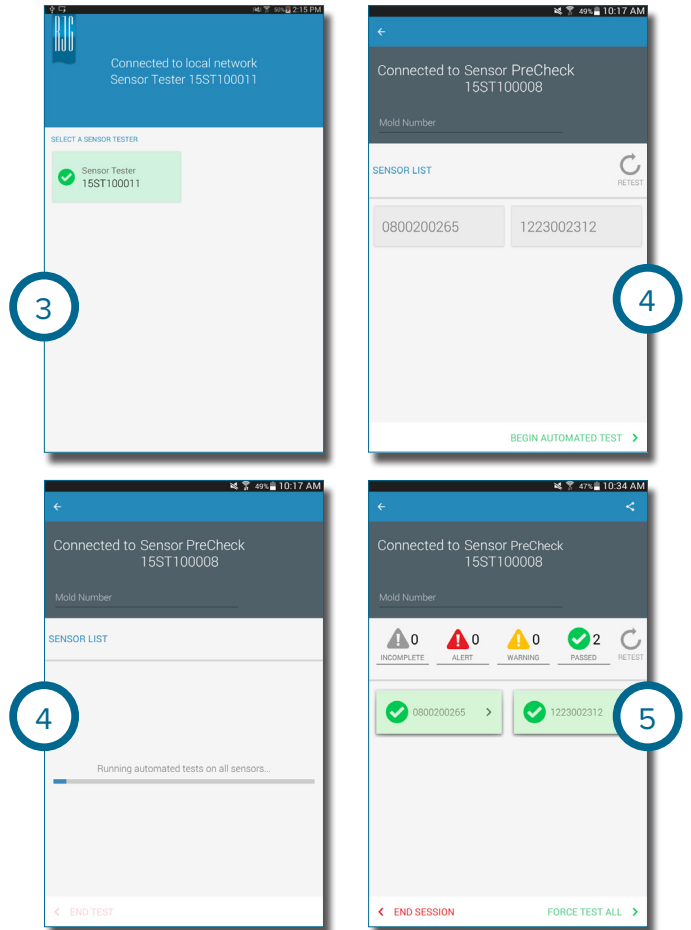 50% 2:15 PM
RJG
Connected to local network
Sensor Tester 15ST100011
SELECT A SENSOR TESTER
Sensor Tester
15ST100011
3
49% 10:17 AM
Connected to Sensor PreCheck
15ST100008
Mold Number
SENSOR LIST
RETEST
0800200265
1223002312
4
BEGIN AUTOMATED TEST
49% 10:17 AM
Connected to Sensor PreCheck
15ST100008
Mold Number
SENSOR LIST
4
Running automated tests on all sensors...
END TEST
47% 10:34 AM
Connected to Sensor PreCheck
15ST100008
Mold Number
0 0 0 2
INCOMPLETE ALERT WARNING PASSED RETEST
0800200265
1223002312
5
END SESSION FORCE TEST ALL